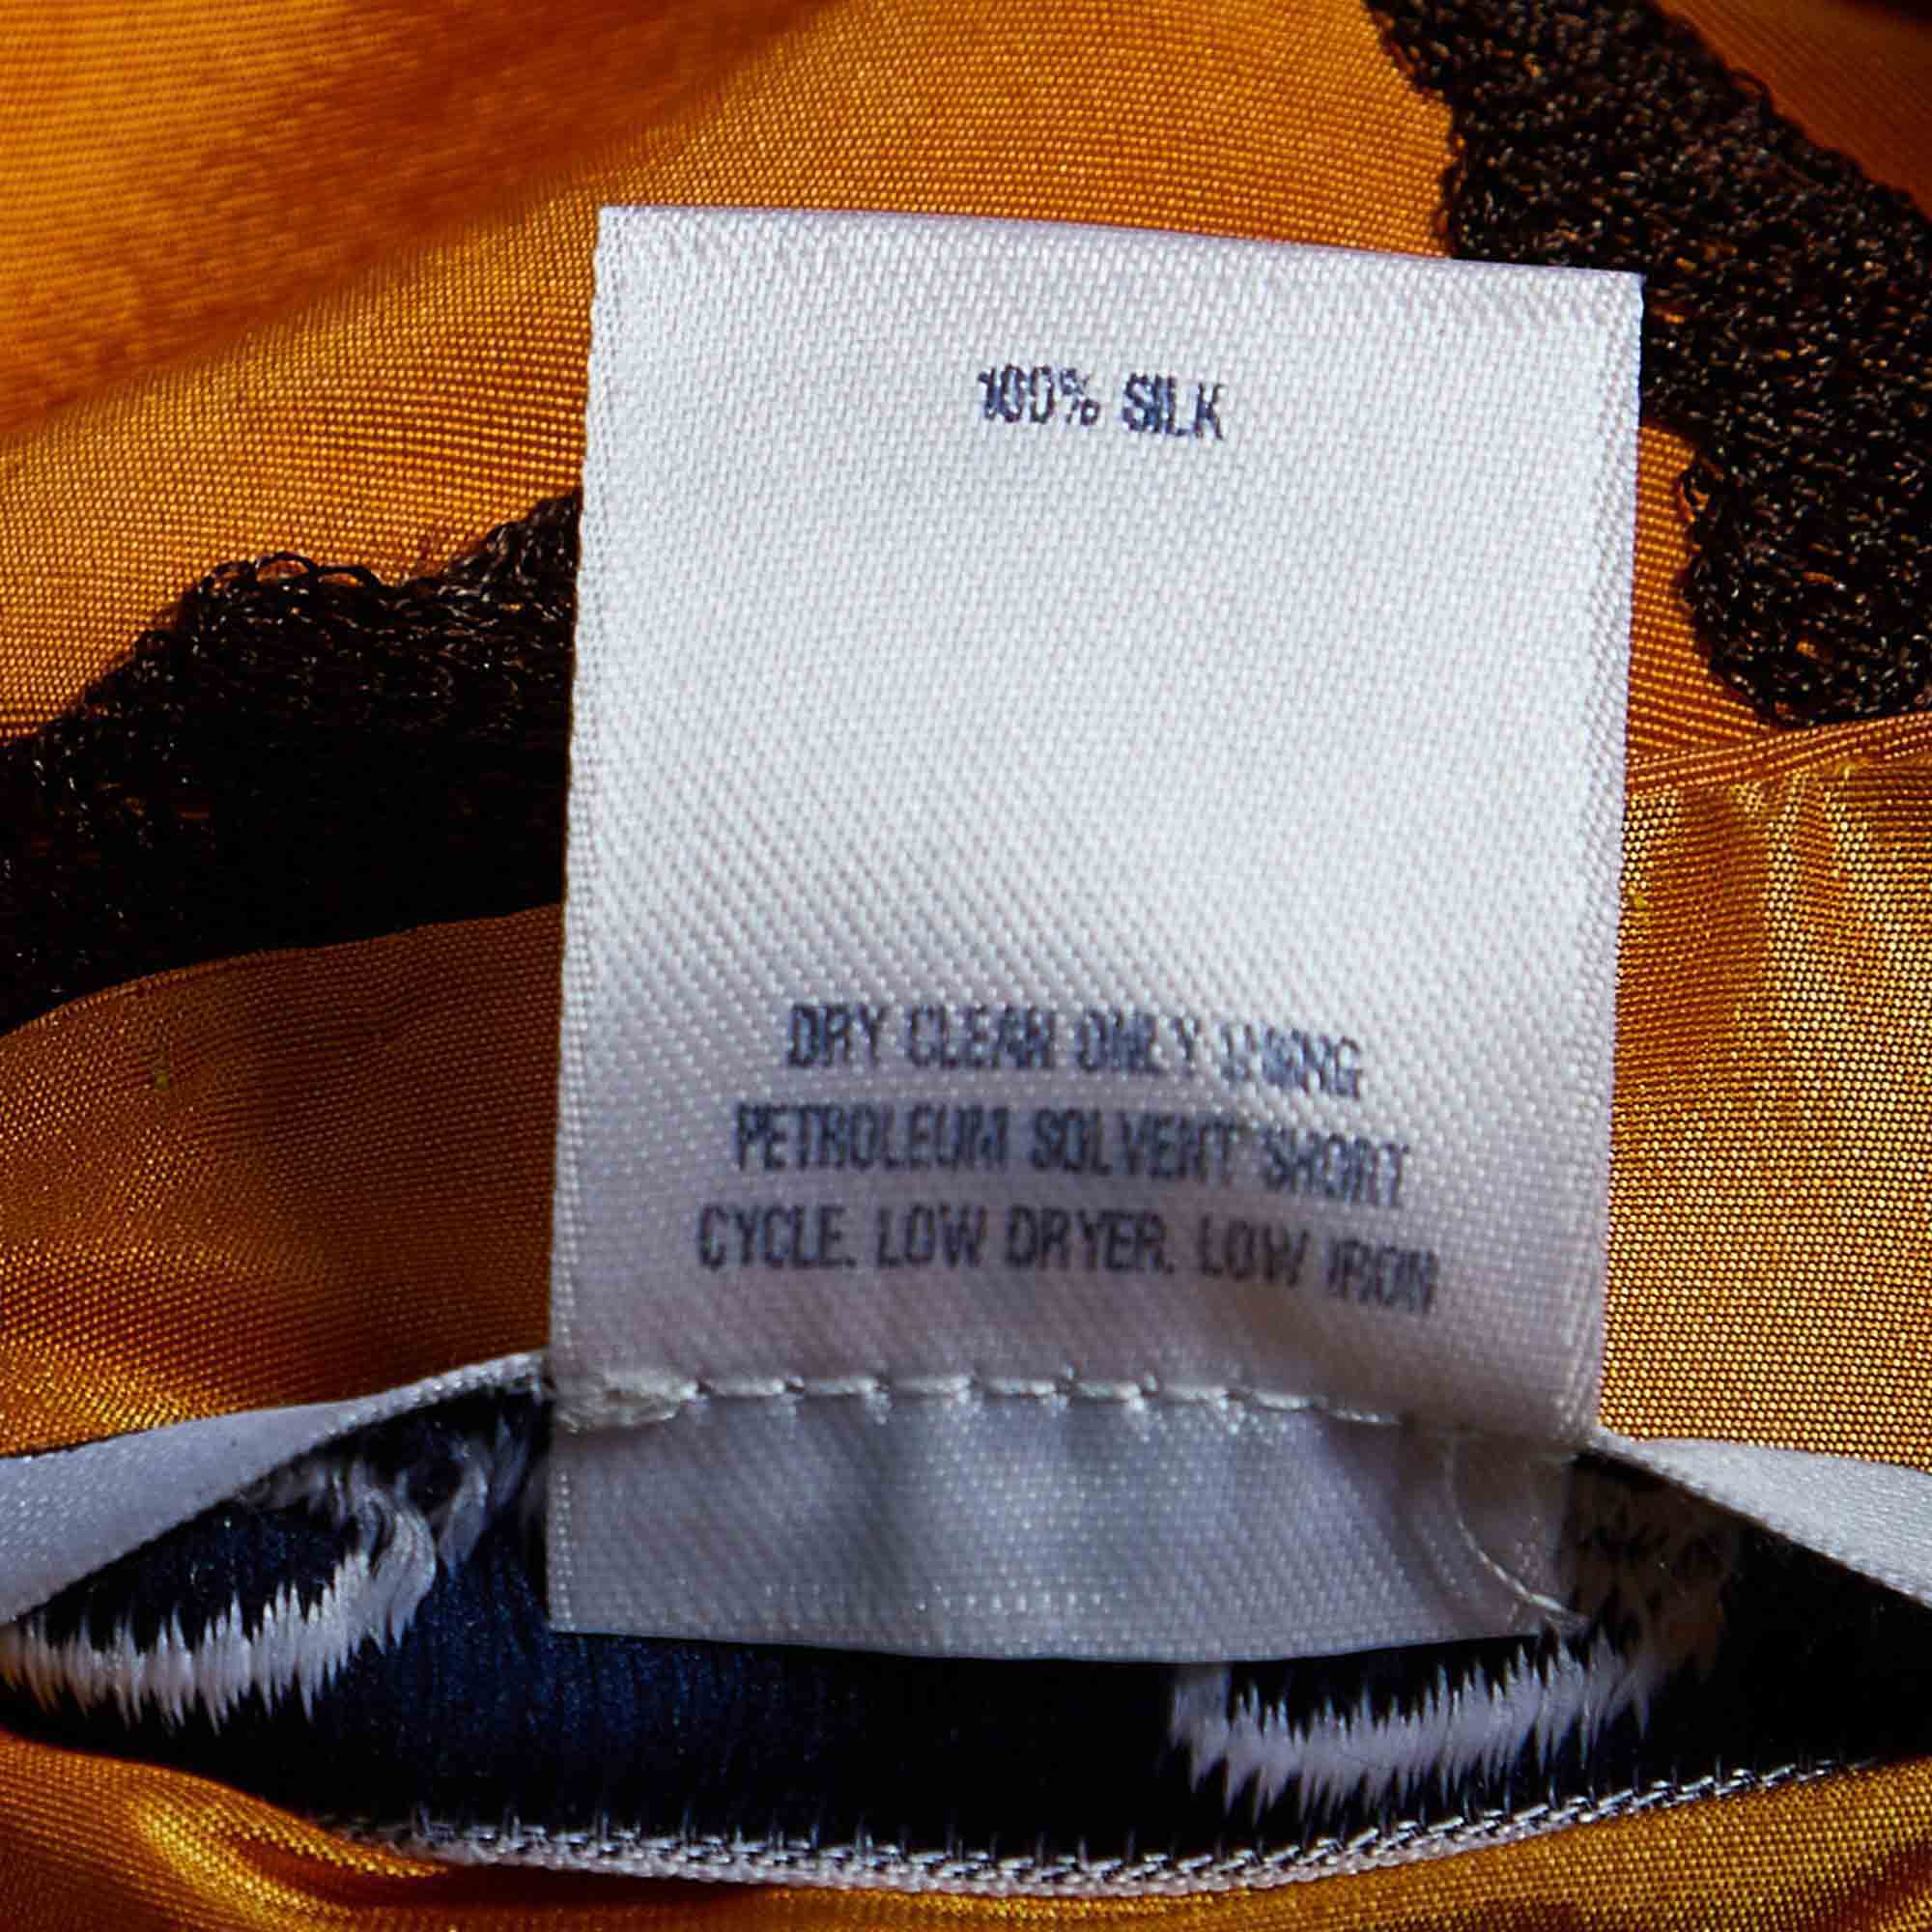 100% SILK
DRY CLEAN ONLY USING
PETROLEUM SOLVENT SHORT
CYCLE. LOW DRYER. LOW IRON